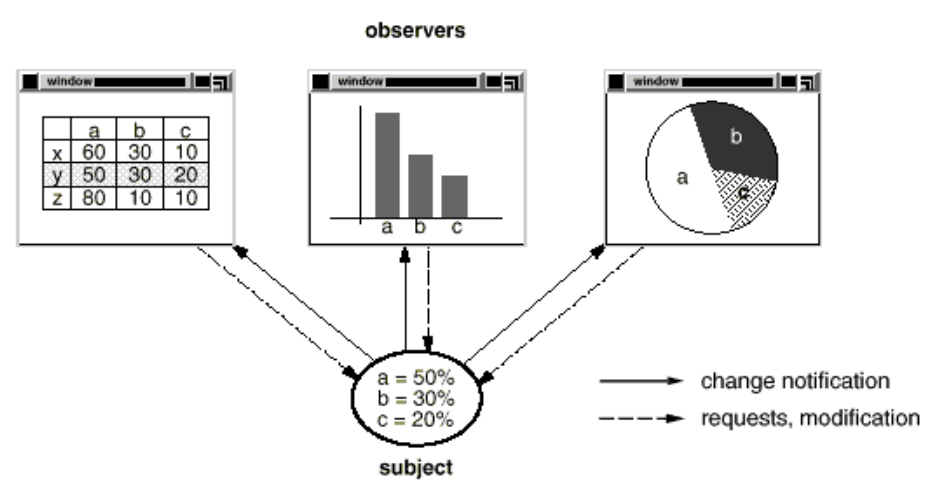 observers
window
window
window
a b c
x 60 30 10
y 50 30 20
z 80 10 10
a b c
a
b
c
a = 50%
b = 30%
c = 20%
subject
change notification
requests, modification